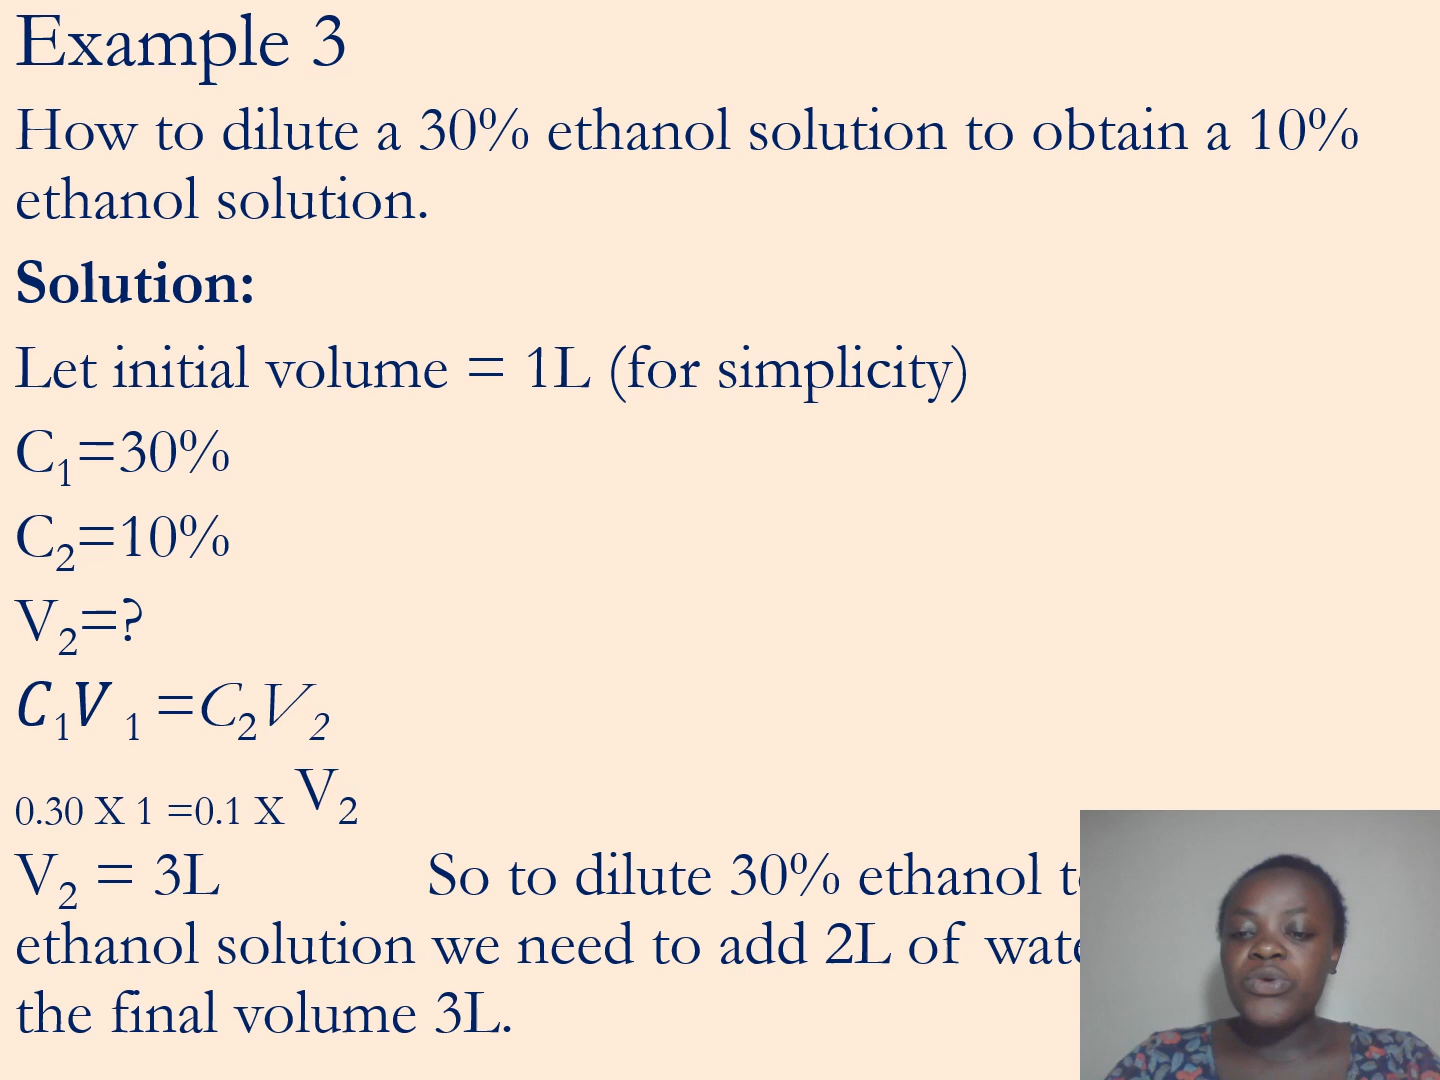 Example 3
How to dilute a 30% ethanol solution to obtain a 10%
ethanol solution.
Solution:
Let initial volume = 1L (for simplicity)
C₁=30%
C₂=10%
V₂=?
C₁V ₁ =C₂V₂
0.30 X 1 =0.1 X V₂
V₂ = 3L So to dilute 30% ethanol
ethanol solution we need to add 2L of
the final volume 3L.